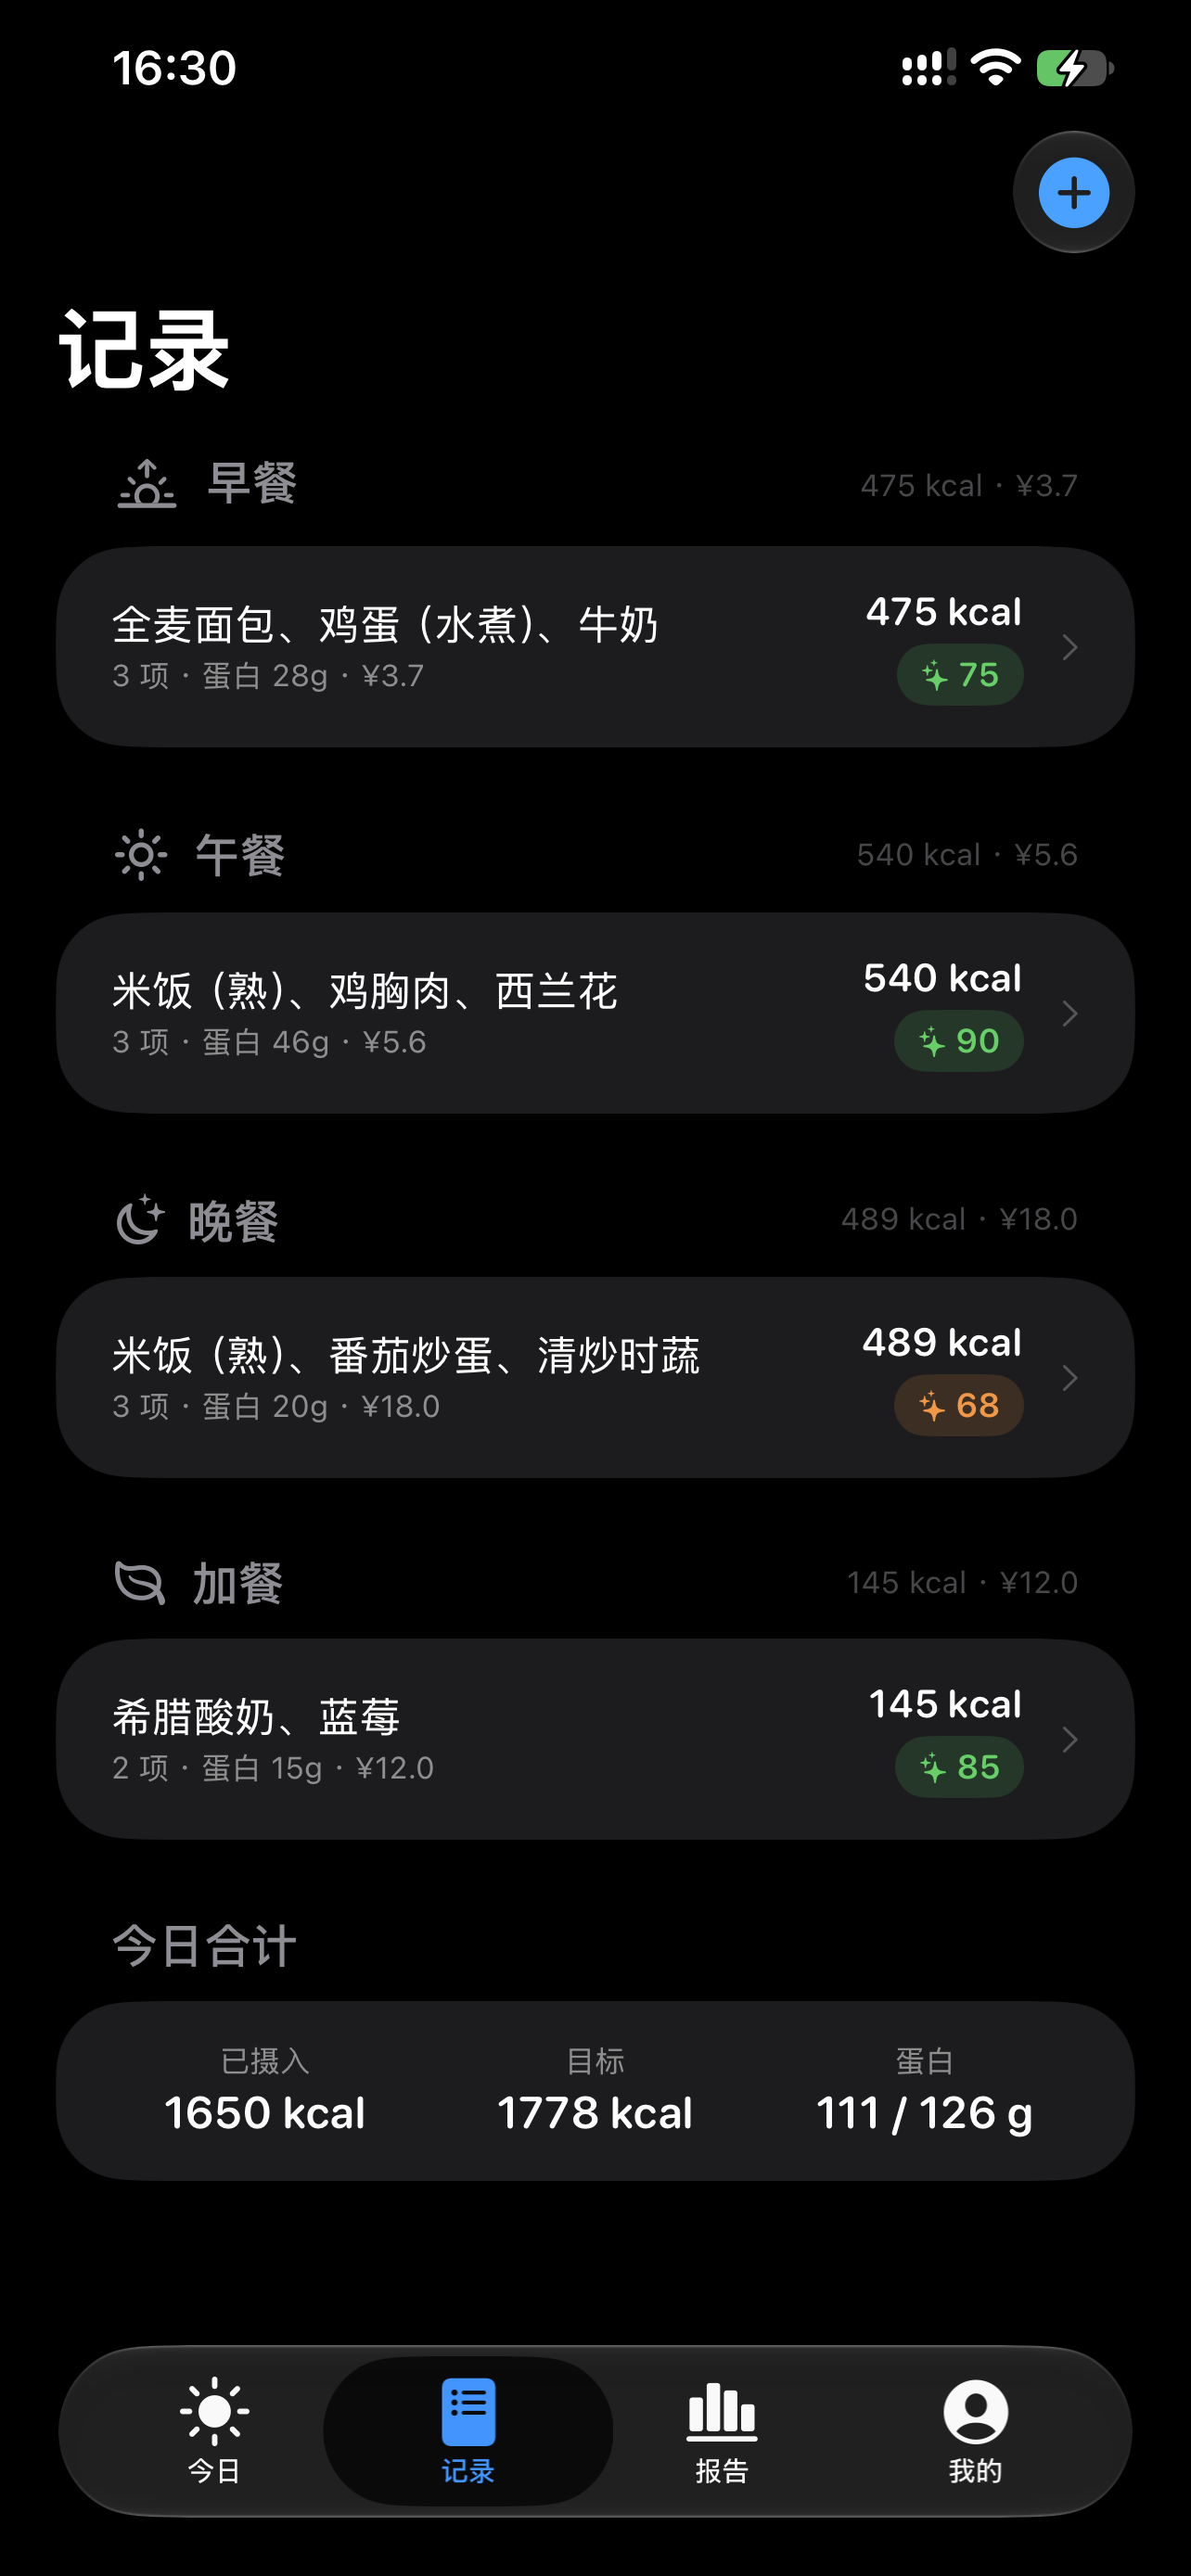 16:30
记录
早餐
475 kcal · ¥3.7
全麦面包、鸡蛋（水煮）、牛奶
475 kcal
3 项 · 蛋白 28g · ¥3.7
75
午餐
540 kcal · ¥5.6
米饭（熟）、鸡胸肉、西兰花
540 kcal
3 项 · 蛋白 46g · ¥5.6
90
晚餐
489 kcal · ¥18.0
米饭（熟）、番茄炒蛋、清炒时蔬
489 kcal
3 项 · 蛋白 20g · ¥18.0
68
加餐
145 kcal · ¥12.0
希腊酸奶、蓝莓
145 kcal
2 项 · 蛋白 15g · ¥12.0
85
今日合计
已摄入 目标 蛋白
1650 kcal 1778 kcal 111 / 126 g
今日 记录 报告 我的